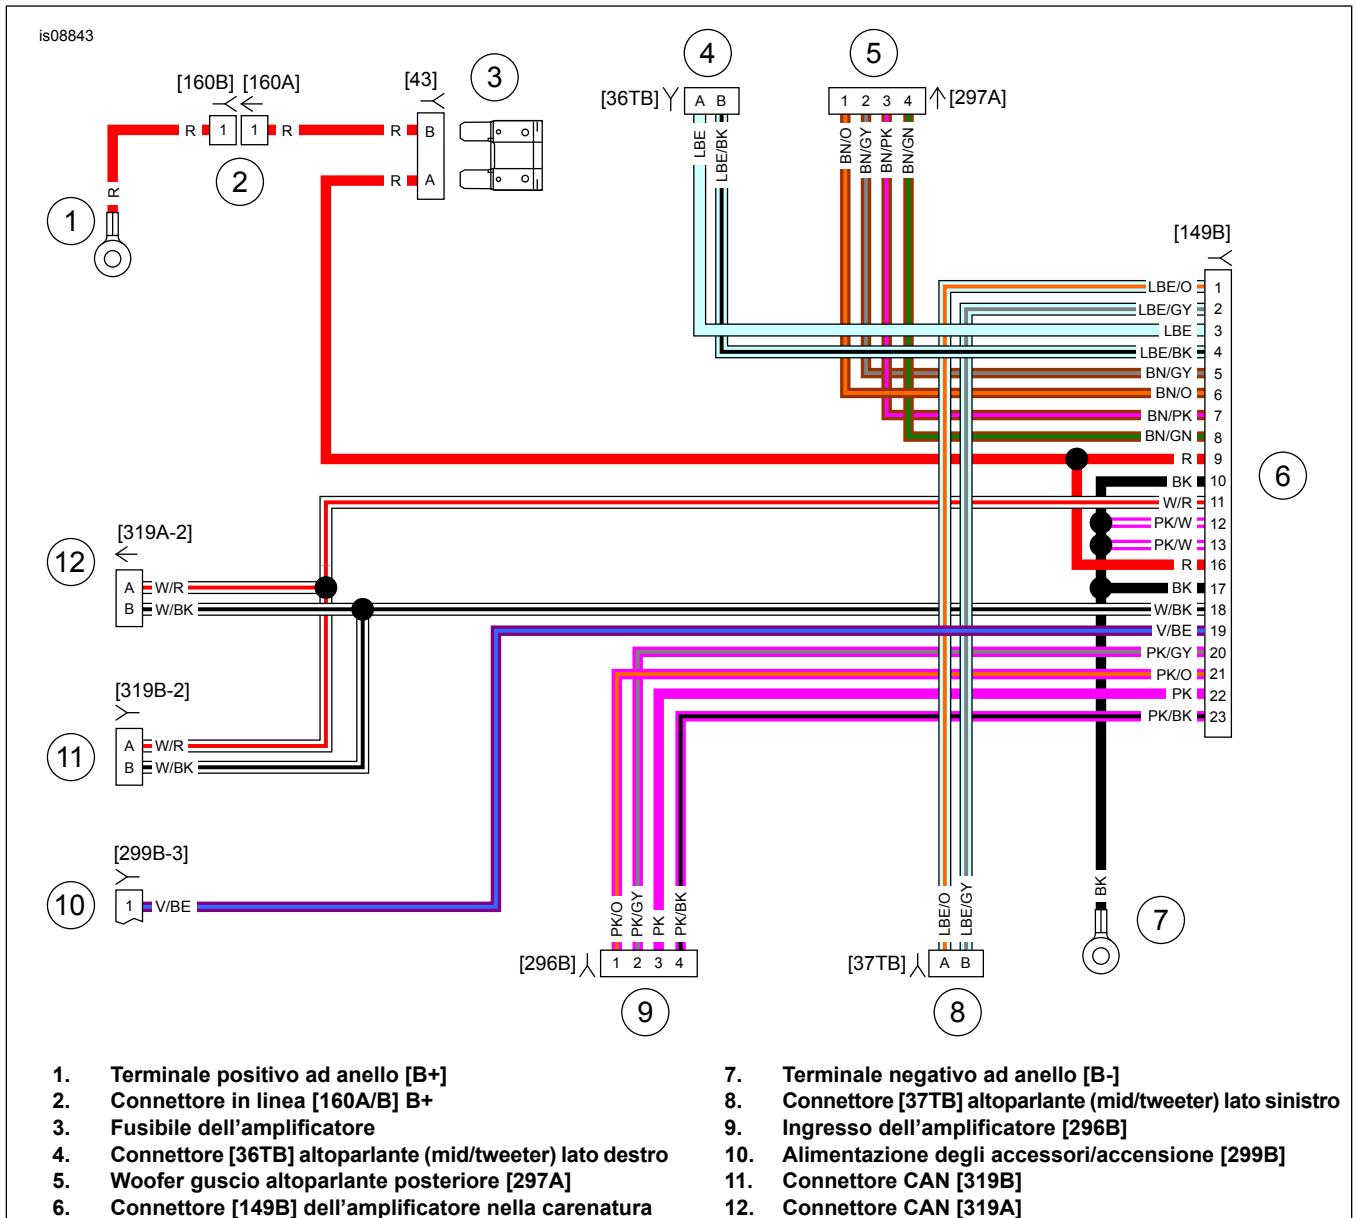 is08843
[160B] [160A]
[43]
3
4
5
[36TB] A B
1 2 3 4 [297A]
R 1 1 R R B
R A
2
R
1
LBE LBE/BK
BN/O BN/GY BN/PK BN/GN
[149B]
LBE/O 1
LBE/GY 2
LBE 3
LBE/BK 4
BN/GY 5
BN/O 6
BN/PK 7
BN/GN 8
R 9
BK 10
W/R 11
PK/W 12
PK/W 13
R 16
BK 17
W/BK 18
V/BE 19
PK/GY 20
PK/O 21
PK 22
PK/BK 23
6
[319A-2]
12
A W/R
B W/BK
[319B-2]
11
A W/R
B W/BK
[299B-3]
10
1 V/BE
PK/O PK/GY PK PK/BK
[296B] 1 2 3 4
9
LBE/O LBE/GY
[37TB] A B
8
BK
7
1. Terminale positivo ad anello [B+]
2. Connettore in linea [160A/B] B+
3. Fusibile dell’amplificatore
4. Connettore [36TB] altoparlante (mid/tweeter) lato destro
5. Woofer guscio altoparlante posteriore [297A]
6. Connettore [149B] dell’amplificatore nella carenatura
7. Terminale negativo ad anello [B-]
8. Connettore [37TB] altoparlante (mid/tweeter) lato sinistro
9. Ingresso dell’amplificatore [296B]
10. Alimentazione degli accessori/accensione [299B]
11. Connettore CAN [319B]
12. Connettore CAN [319A]